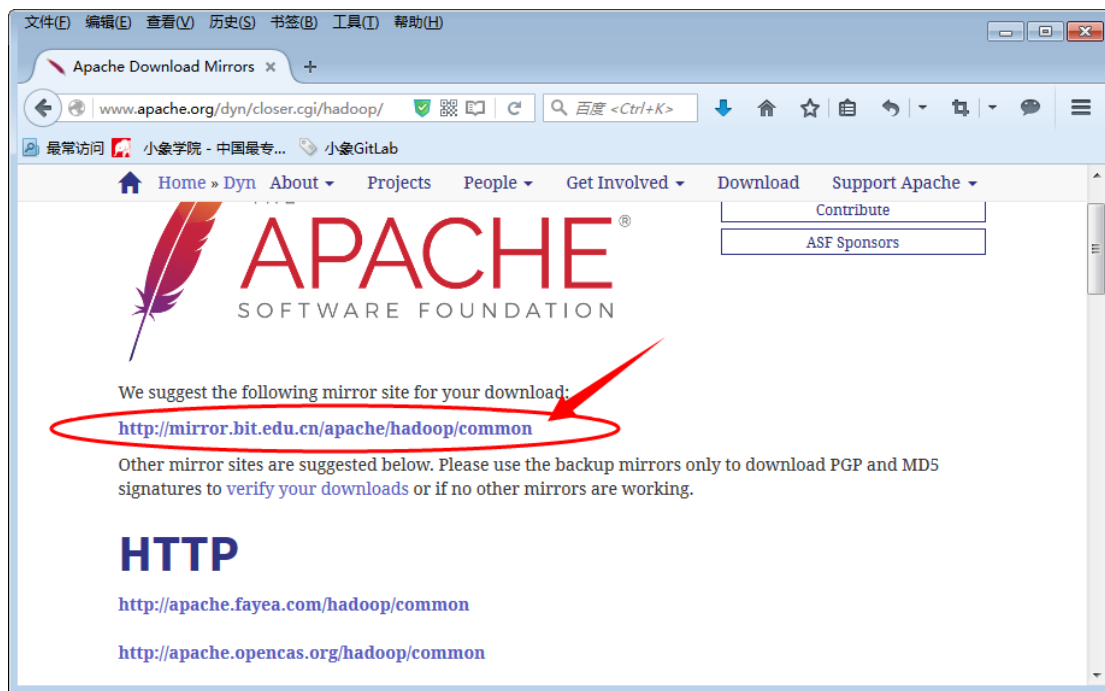 文件(F) 编辑(E) 查看(V) 历史(S) 书签(B) 工具(T) 帮助(H)
Apache Download Mirrors
www.apache.org/dyn/closer.cgi/hadoop/ 百度 <Ctrl+K>
最常访问 小象学院 - 中国最专... 小象GitLab
Home » Dyn About Projects People Get Involved Download Support Apache
THE
Contribute
APACHE®
ASF Sponsors
SOFTWARE FOUNDATION
We suggest the following mirror site for your download:
http://mirror.bit.edu.cn/apache/hadoop/common
Other mirror sites are suggested below. Please use the backup mirrors only to download PGP and MD5
signatures to verify your downloads or if no other mirrors are working.
HTTP
http://apache.fayea.com/hadoop/common
http://apache.opencas.org/hadoop/common